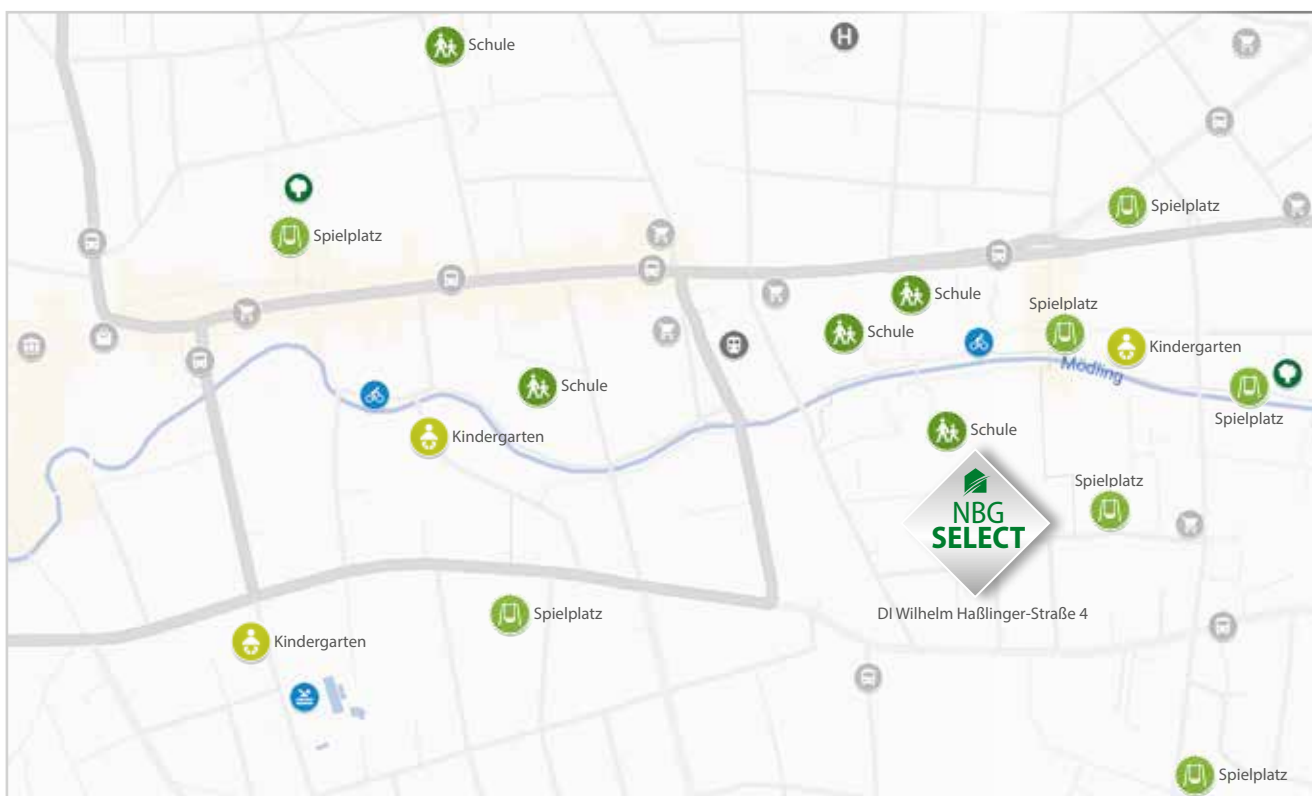 Schule
H
Spielplatz
Spielplatz
Schule
Spielplatz
Schule
Kindergarten
Mödling
Schule
Spielplatz
Schule
Kindergarten
Spielplatz
NBG
SELECT
Spielplatz
DI Wilhelm Haßlinger-Straße 4
Kindergarten
Spielplatz